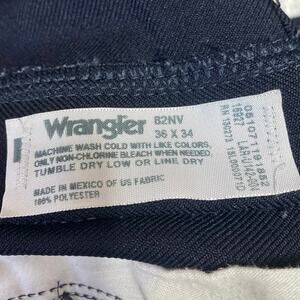 Wrangler 82NV
36 X 34
MACHINE WASH COLD WITH LIKE COLORS,
ONLY NON-CHLORINE BLEACH WHEN NEEDED,
TUMBLE DRY LOW OR LINE DRY
MADE IN MEXICO OF US FABRIC
100% POLYESTER